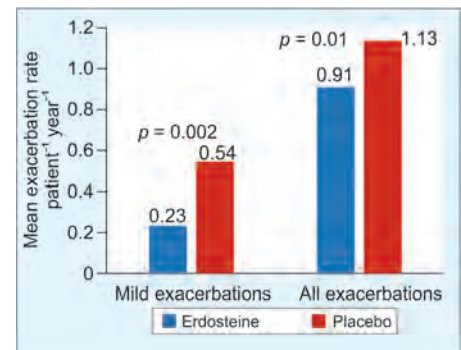 Mean exacerbation rate
patient⁻¹ year⁻¹
1.2
1.0
0.8
0.6
0.4
0.2
0
p = 0.002
0.23
0.54
p = 0.01
0.91
1.13
Mild exacerbations
All exacerbations
Erdosteine
Placebo